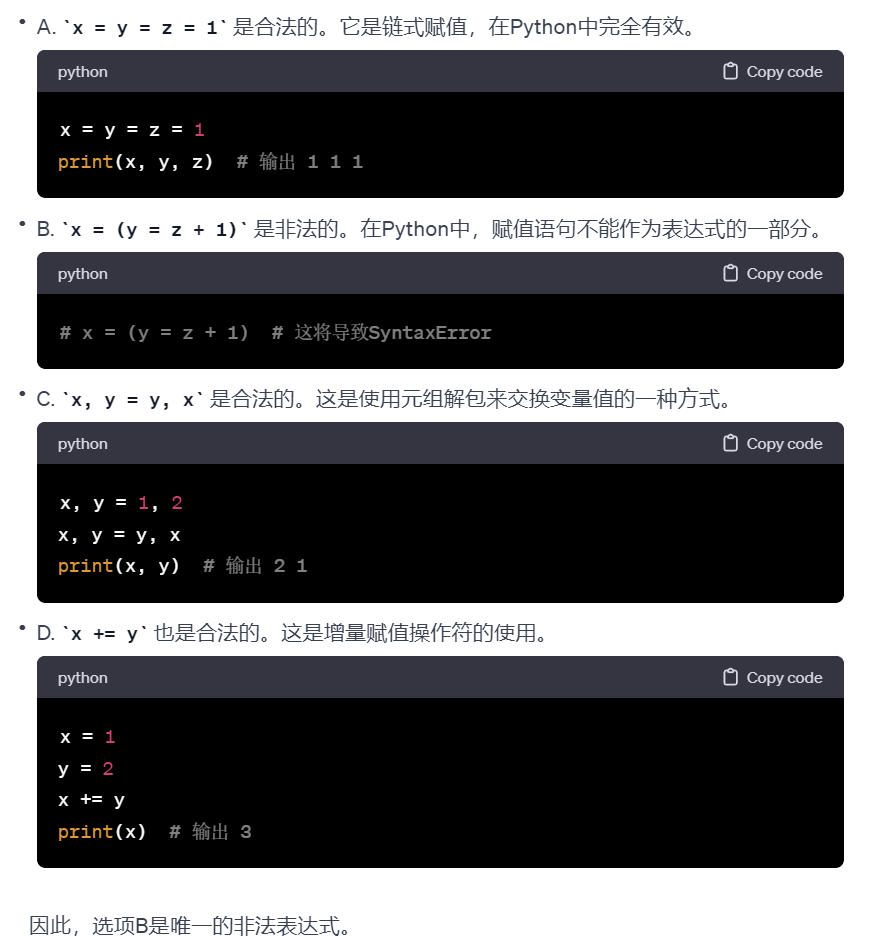 • A. `x = y = z = 1` 是合法的。它是链式赋值，在Python中完全有效。
python Copy code
x = y = z = 1
print(x, y, z)  # 输出 1 1 1
• B. `x = (y = z + 1)` 是非法的。在Python中，赋值语句不能作为表达式的一部分。
python Copy code
# x = (y = z + 1)  # 这将导致SyntaxError
• C. `x, y = y, x` 是合法的。这是使用元组解包来交换变量值的一种方式。
python Copy code
x, y = 1, 2
x, y = y, x
print(x, y)  # 输出 2 1
• D. `x += y` 也是合法的。这是增量赋值操作符的使用。
python Copy code
x = 1
y = 2
x += y
print(x)  # 输出 3
因此，选项B是唯一的非法表达式。